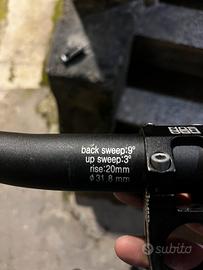 back sweep:9°
up sweep:3°
rise:20mm
ϕ31,8 mm
subito